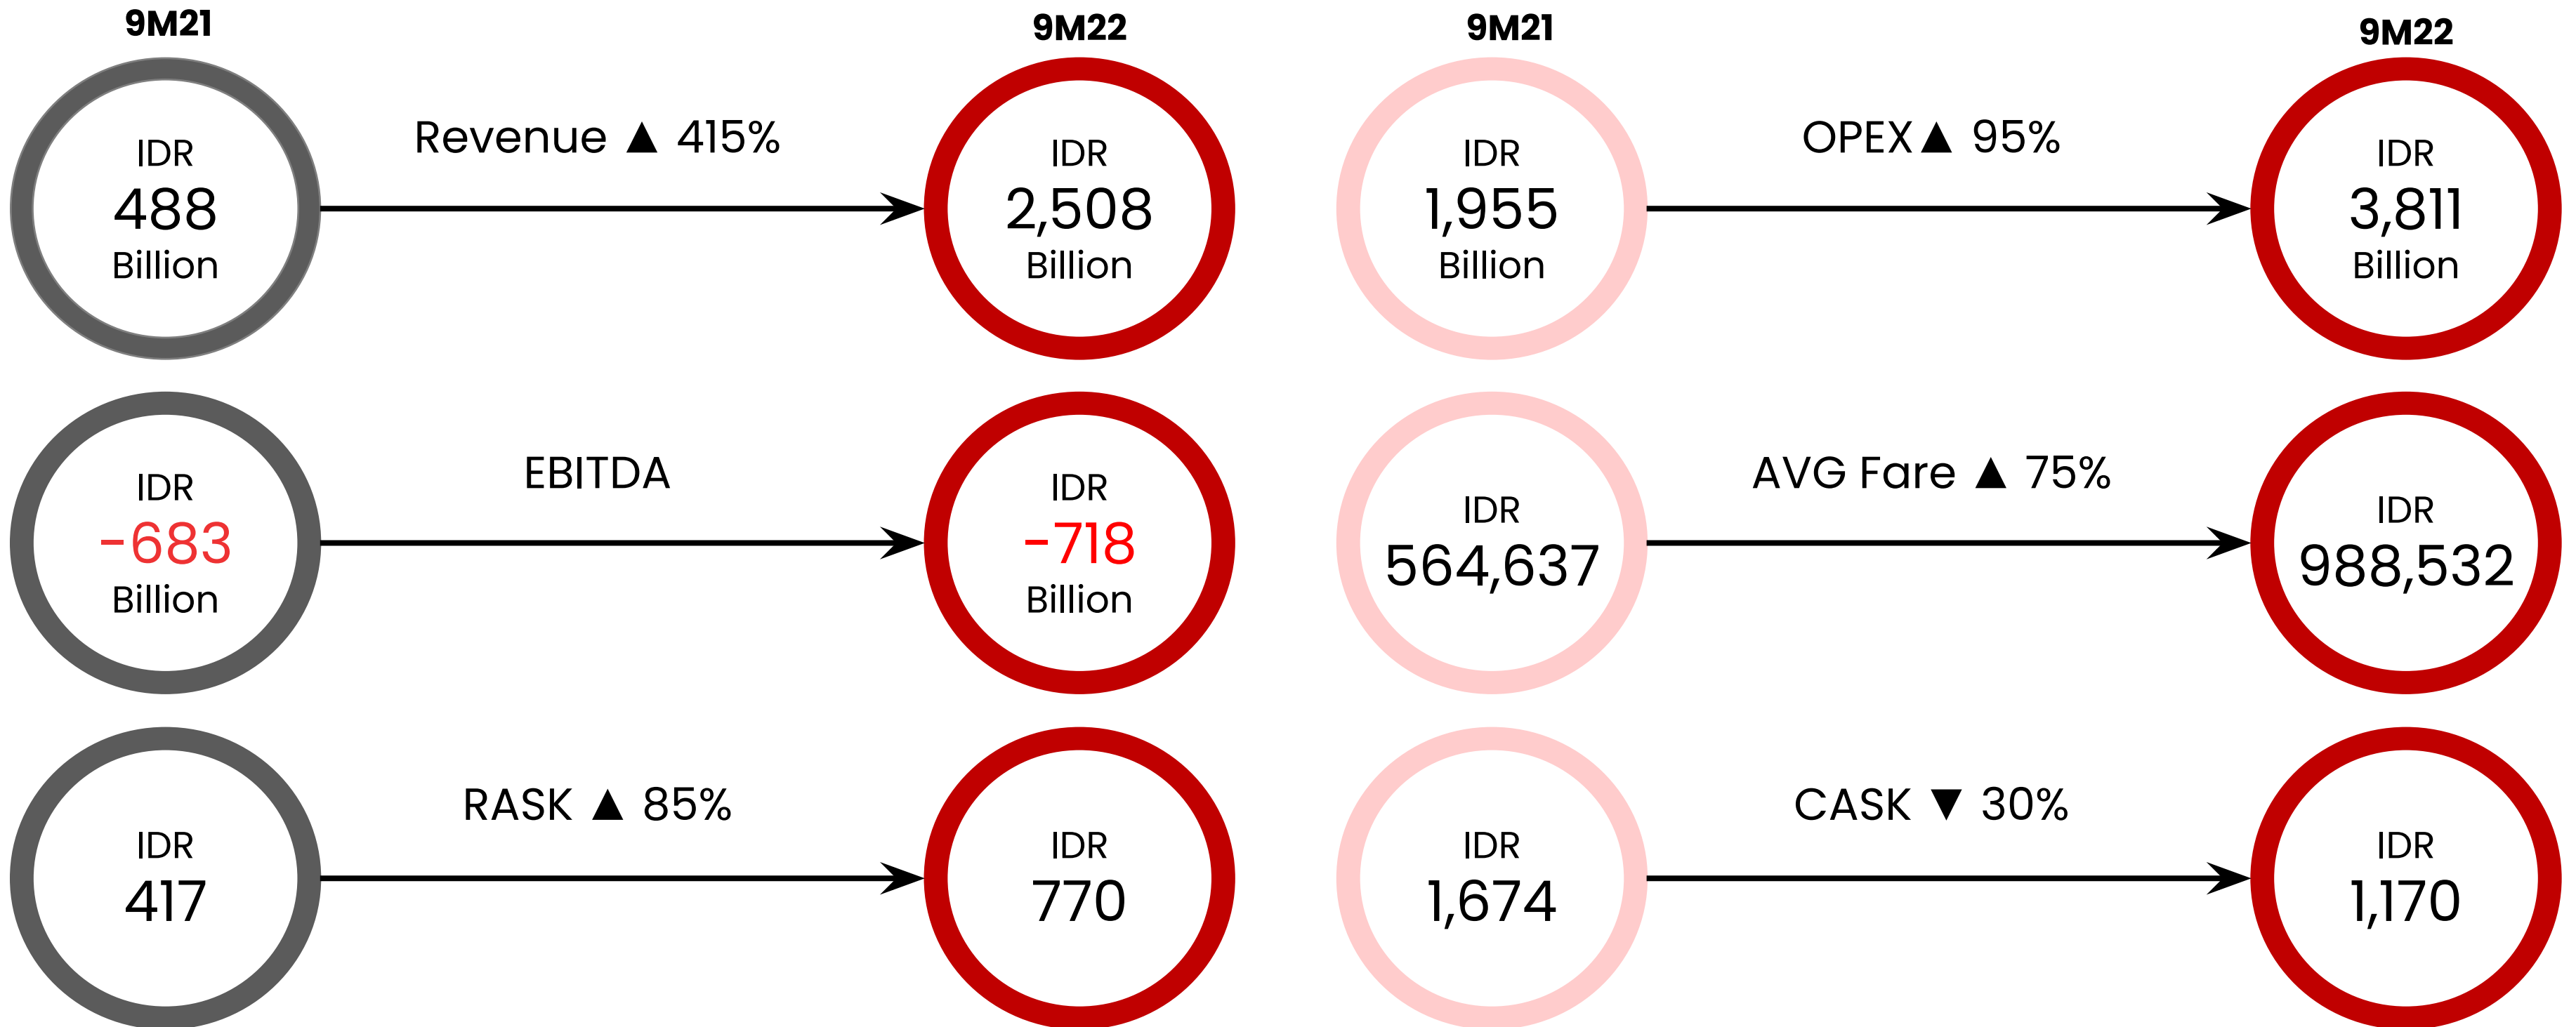 9M21
9M22
9M21
9M22
IDR
488
Billion
Revenue ▲ 415%
IDR
2,508
Billion
IDR
1,955
Billion
OPEX▲ 95%
IDR
3,811
Billion
IDR
-683
Billion
EBITDA
IDR
-718
Billion
IDR
564,637
AVG Fare ▲ 75%
IDR
988,532
IDR
417
RASK ▲ 85%
IDR
770
IDR
1,674
CASK ▼ 30%
IDR
1,170